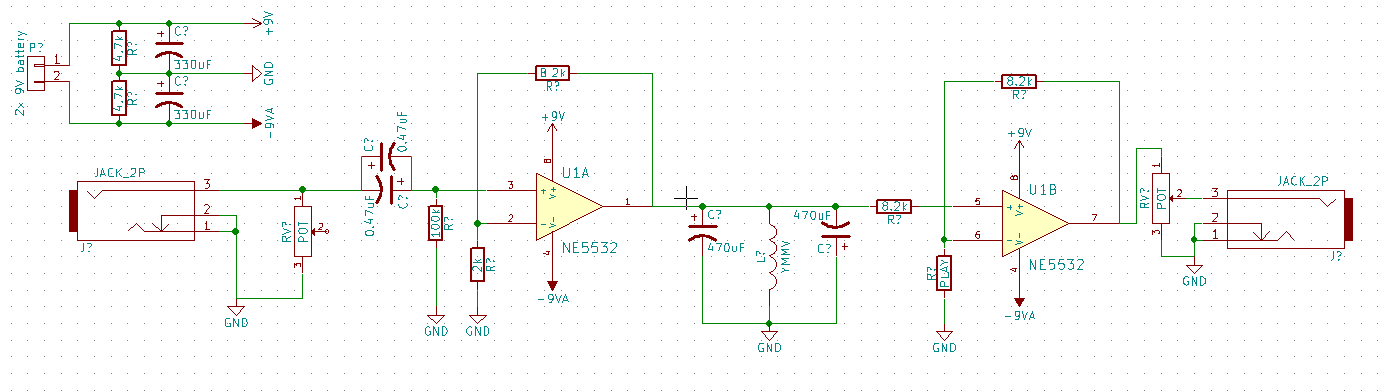 +9V
C?
4.7k
R?
330uF
P?
1
2
2x 9V battery
GND
C?
4.7k
R?
330uF
-9VA
JACK_2P
3
2
1
J?
RV?
POT
1
2
3
GND
C?
0.47uF
0.47uF
C?
100k
R?
GND
8.2k
R?
+9V
8
U1A
3
2
+
V+
-
V-
1
4
NE5532
-9VA
2k
R?
GND
C?
470uF
L?
YMMV
470uF
C?
GND
8.2k
R?
8.2k
R?
+9V
8
U1B
5
6
+
V+
-
V-
7
4
NE5532
-9VA
R?
PLAY
GND
RV?
POT
1
2
3
JACK_2P
3
2
1
J?
GND